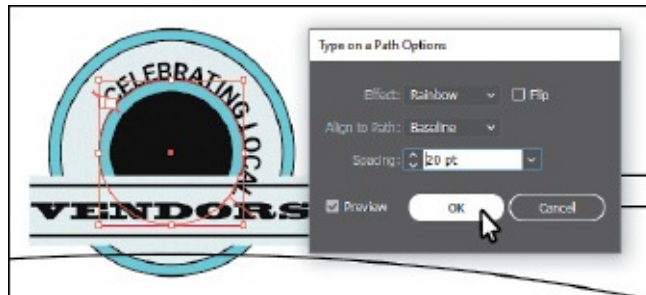 Type on a Path Options
CELEBRATING LOCAL
Effect: Rainbow Flip
Align to Path: Baseline
Spacing: 20 pt
VENDORS
Preview OK Cancel